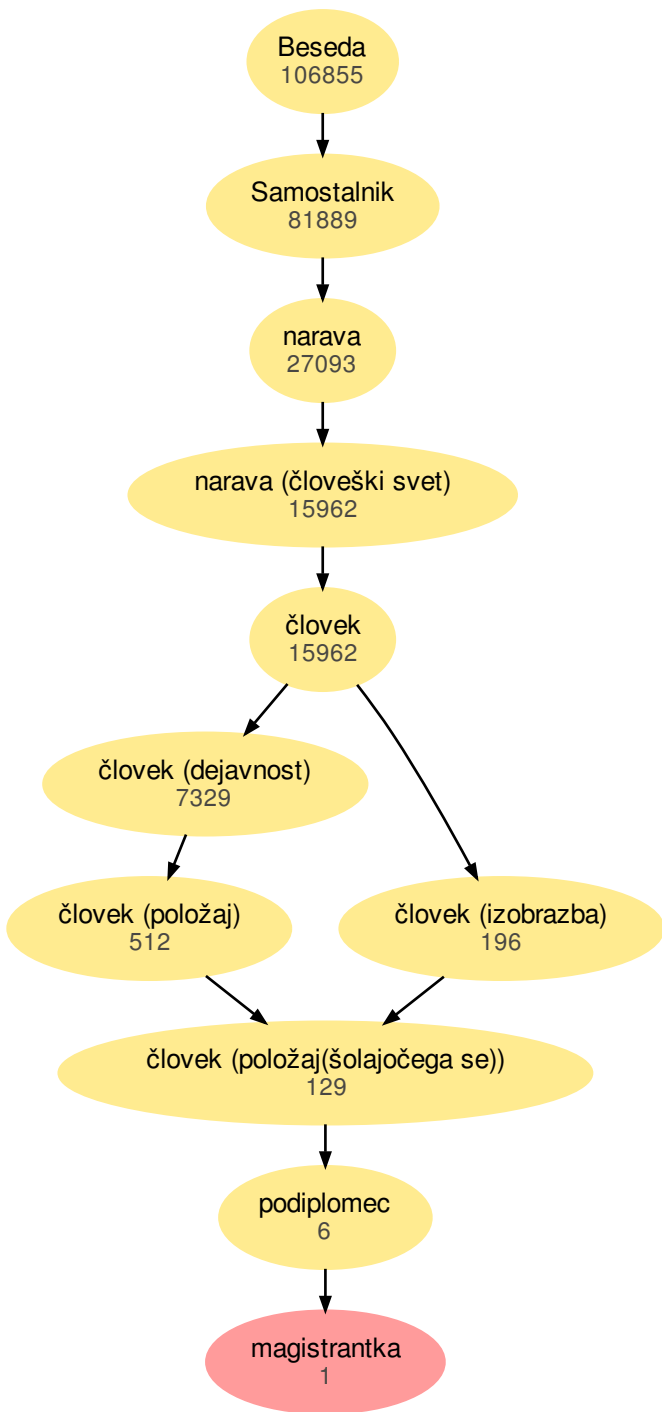 Beseda
106855
Samostalnik
81889
narava
27093
narava (človeški svet)
15962
človek
15962
človek (dejavnost)
7329
človek (položaj)
512
človek (izobrazba)
196
človek (položaj(šolajočega se))
129
podiplomec
6
magistrantka
1